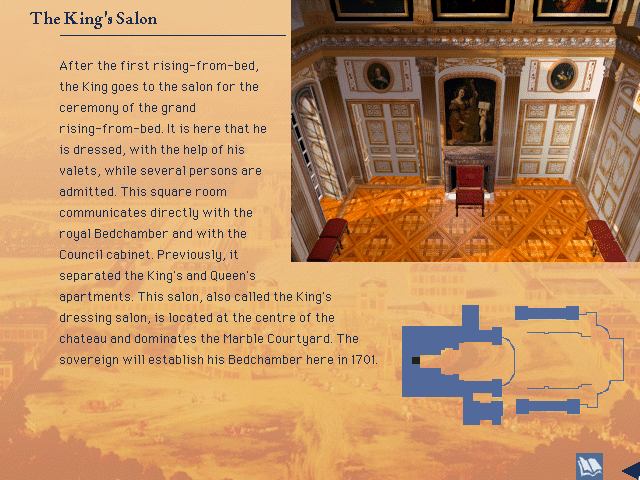 The King's Salon
After the first rising-from-bed,
the King goes to the salon for the
ceremony of the grand
rising-from-bed. It is here that he
is dressed, with the help of his
valets, while several persons are
admitted. This square room
communicates directly with the
royal Bedchamber and with the
Council cabinet. Previously, it
separated the King's and Queen's
apartments. This salon, also called the King's
dressing salon, is located at the centre of the
chateau and dominates the Marble Courtyard. The
sovereign will establish his Bedchamber here in 1701.